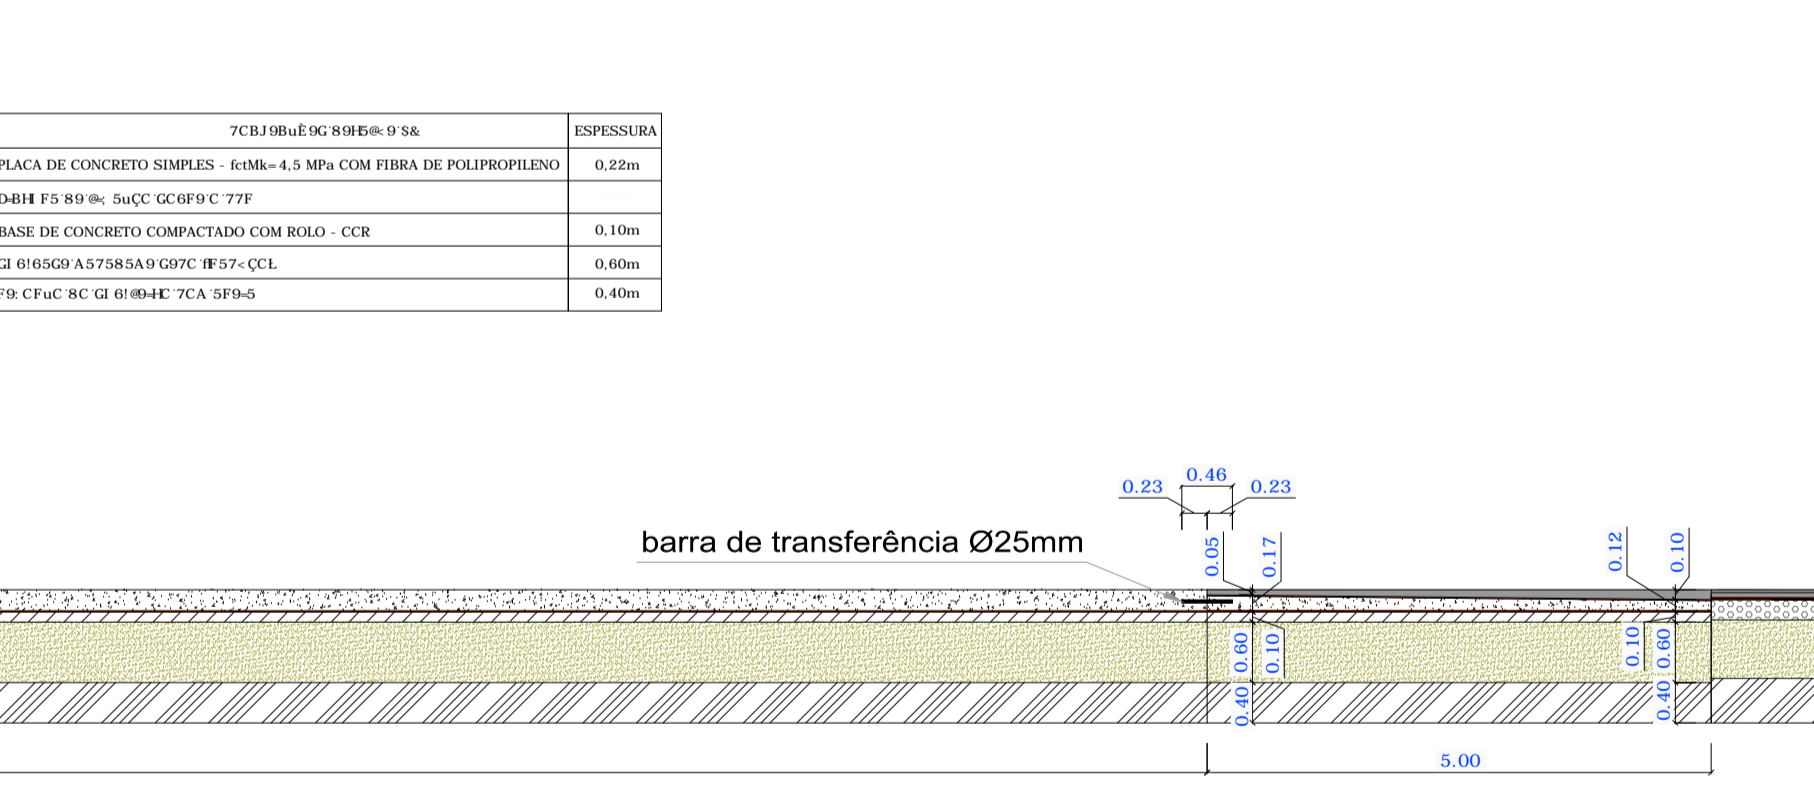 7CBJ9BuÈ9G 89H5@<9 S&
ESPESSURA
PLACA DE CONCRETO SIMPLES - fctMk=4,5 MPa COM FIBRA DE POLIPROPILENO
0,22m
BASE DE CONCRETO COMPACTADO COM ROLO - CCR
0,10m
0,60m
0,40m
0.46
0.23
0.23
barra de transferência Ø25mm
0.05
0.17
0.12
0.10
0.60
0.10
0.40
0.10
0.60
0.40
5.00